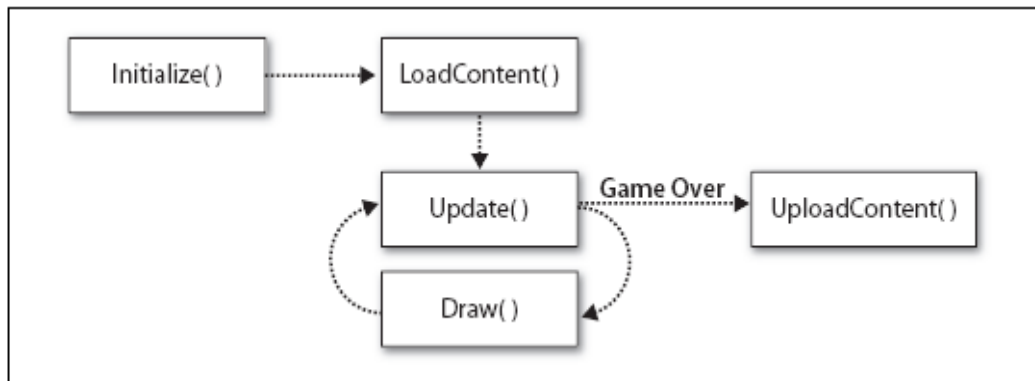 Initialize( )
LoadContent( )
Update( )
Game Over
UploadContent( )
Draw( )